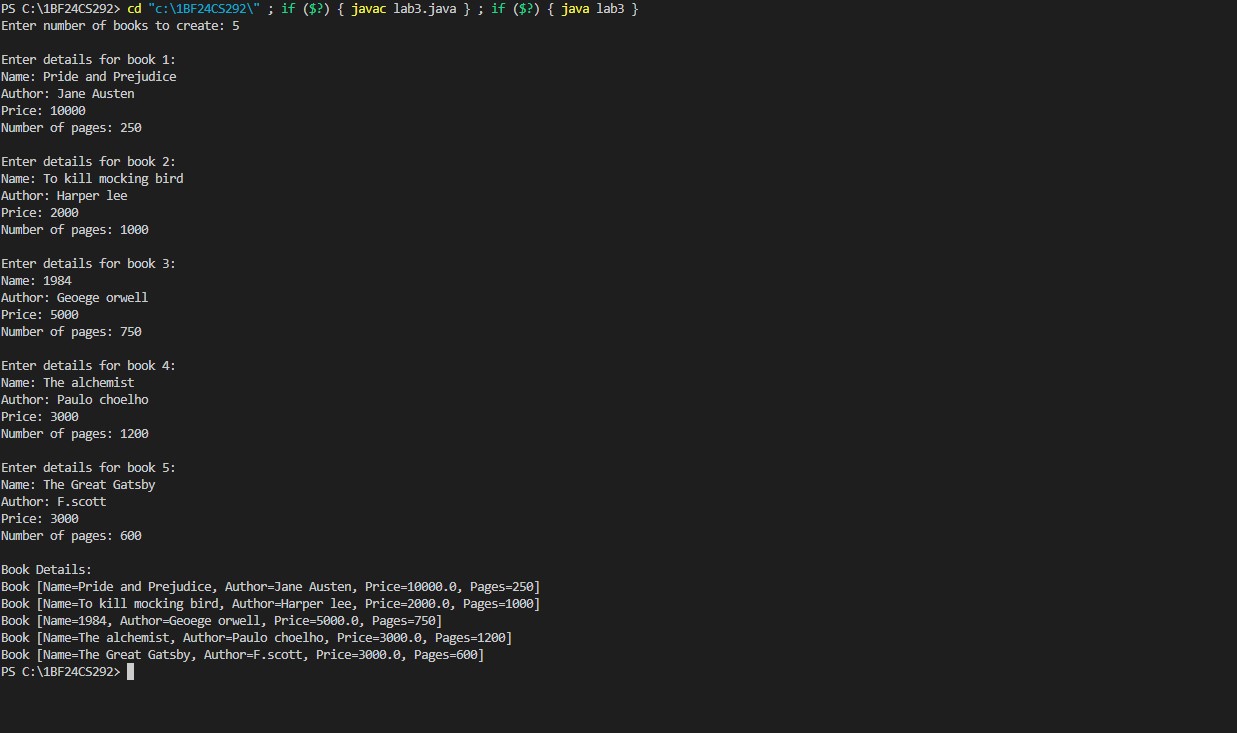 PS C:\1BF24CS292> cd "c:\1BF24CS292\" ; if ($?) { javac lab3.java } ; if ($?) { java lab3 }
Enter number of books to create: 5
Enter details for book 1:
Name: Pride and Prejudice
Author: Jane Austen
Price: 10000
Number of pages: 250
Enter details for book 2:
Name: To kill mocking bird
Author: Harper lee
Price: 2000
Number of pages: 1000
Enter details for book 3:
Name: 1984
Author: Geoege orwell
Price: 5000
Number of pages: 750
Enter details for book 4:
Name: The alchemist
Author: Paulo choelho
Price: 3000
Number of pages: 1200
Enter details for book 5:
Name: The Great Gatsby
Author: F.scott
Price: 3000
Number of pages: 600
Book Details:
Book [Name=Pride and Prejudice, Author=Jane Austen, Price=10000.0, Pages=250]
Book [Name=To kill mocking bird, Author=Harper lee, Price=2000.0, Pages=1000]
Book [Name=1984, Author=Geoege orwell, Price=5000.0, Pages=750]
Book [Name=The alchemist, Author=Paulo choelho, Price=3000.0, Pages=1200]
Book [Name=The Great Gatsby, Author=F.scott, Price=3000.0, Pages=600]
PS C:\1BF24CS292>